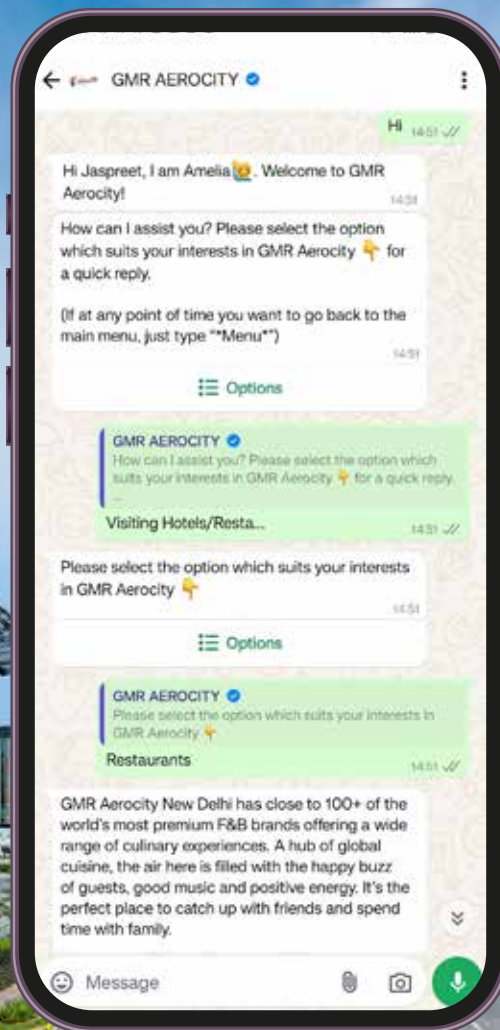 GMR AEROCITY
Hi 14:51
Hi Jaspreet, I am Amelia🙋. Welcome to GMR
Aerocity!
14:51
How can I assist you? Please select the option
which suits your interests in GMR Aerocity 👇 for
a quick reply.
(If at any point of time you want to go back to the
main menu, just type "*Menu*")
14:51
Options
GMR AEROCITY
How can I assist you? Please select the option which
suits your interests in GMR Aerocity 👇 for a quick reply.
...
Visiting Hotels/Resta...
14:51
Please select the option which suits your interests
in GMR Aerocity 👇
14:51
Options
GMR AEROCITY
Please select the option which suits your interests in
GMR Aerocity 👇
Restaurants
14:51
GMR Aerocity New Delhi has close to 100+ of the
world's most premium F&B brands offering a wide
range of culinary experiences. A hub of global
cuisine, the air here is filled with the happy buzz
of guests, good music and positive energy. It's the
perfect place to catch up with friends and spend
time with family.
Message